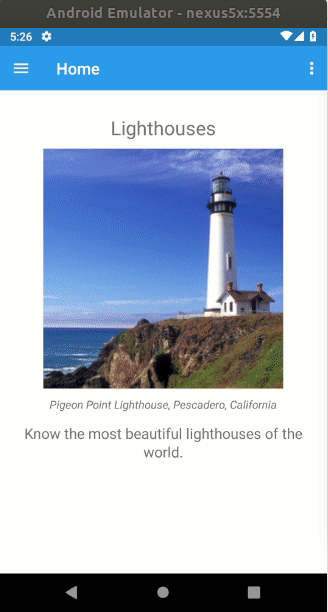 Android Emulator - nexus5x:5554
5:26
Home
Lighthouses
Pigeon Point Lighthouse, Pescadero, California
Know the most beautiful lighthouses of the
world.